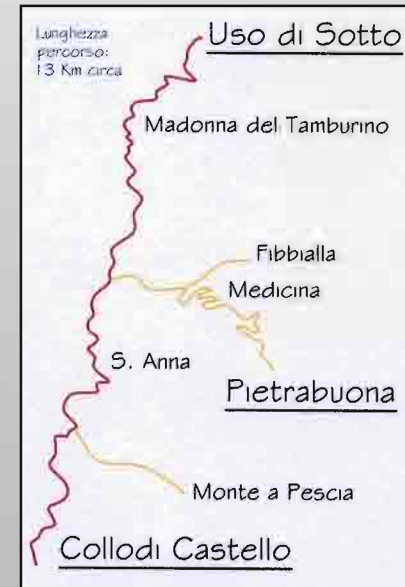 Lunghezza
percorso:
13 Km circa
Uso di Sotto
Madonna del Tamburino
Fibbialla
Medicina
S. Anna
Pietrabuona
Monte a Pescia
Collodi Castello